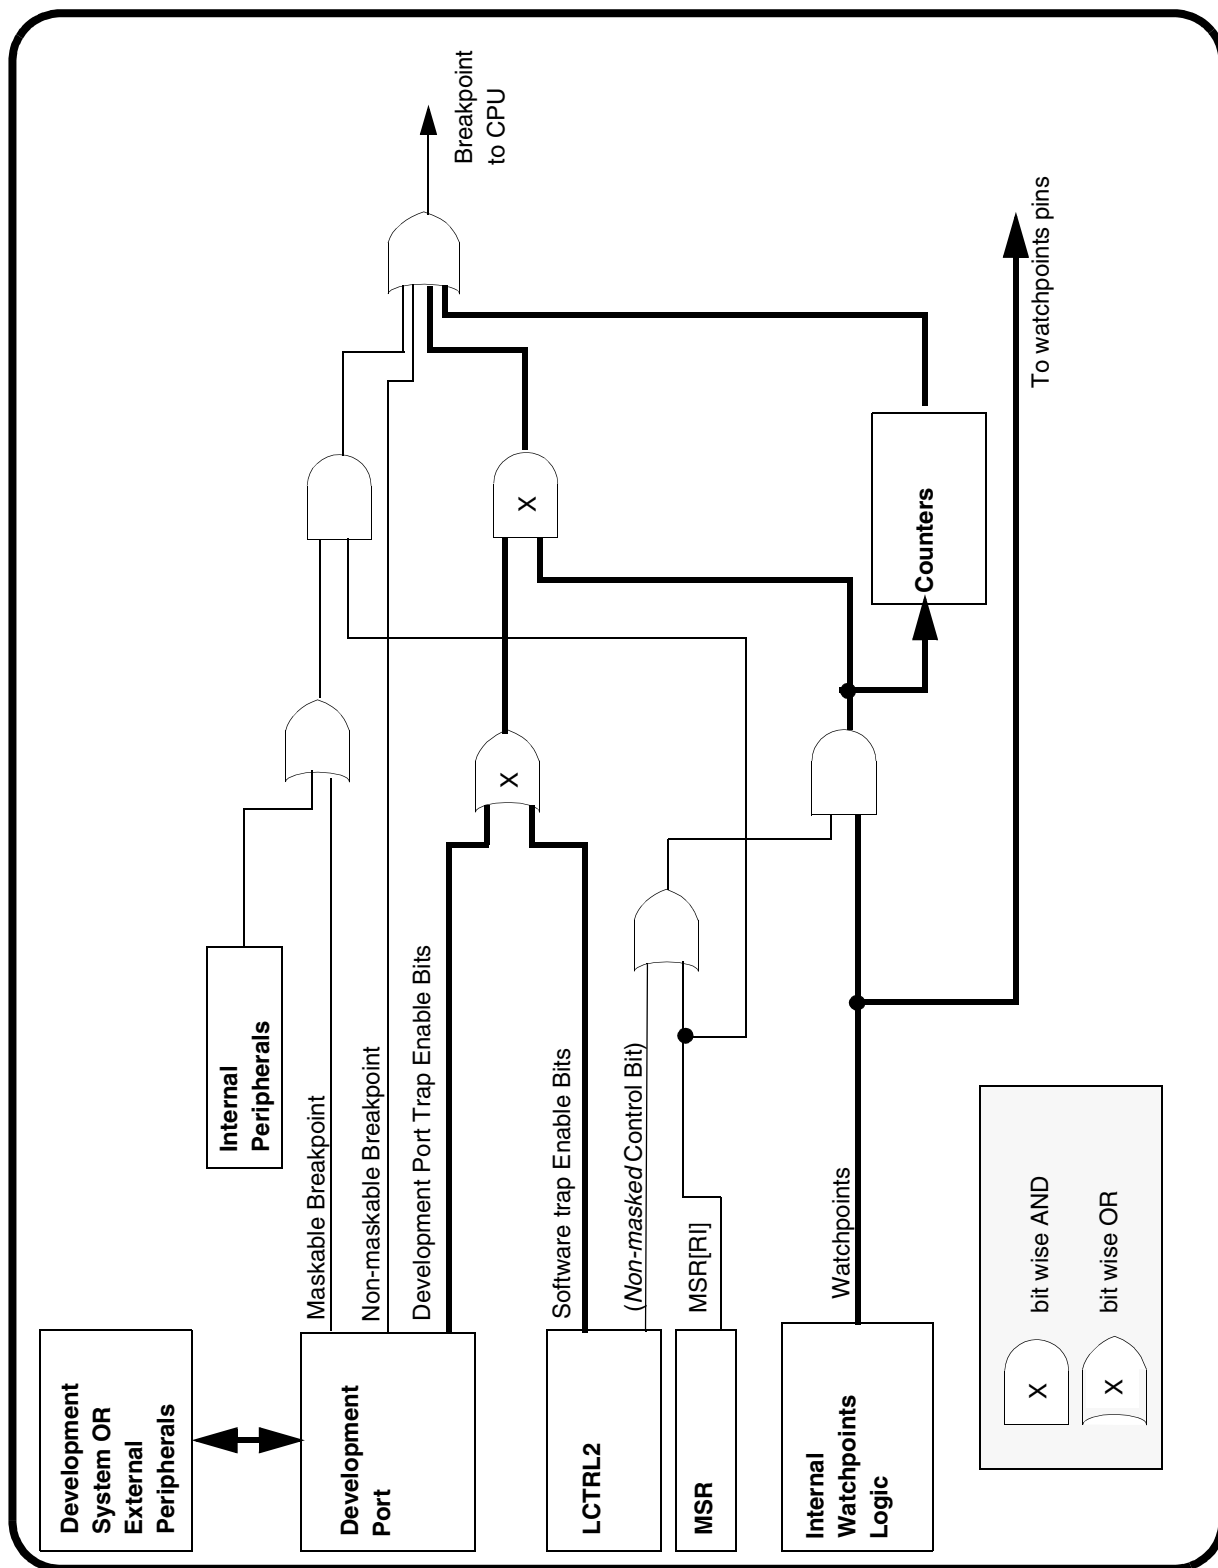 Development
System OR
External
Peripherals
Development
Port
LCTRL2
MSR
Internal
Watchpoints
Logic
Internal
Peripherals
Maskable Breakpoint
Non-maskable Breakpoint
Development Port Trap Enable Bits
Software trap Enable Bits
(Non-masked Control Bit)
MSR[RI]
Watchpoints
X
X
Counters
Breakpoint
to CPU
To watchpoints pins
X
bit wise AND
X
bit wise OR